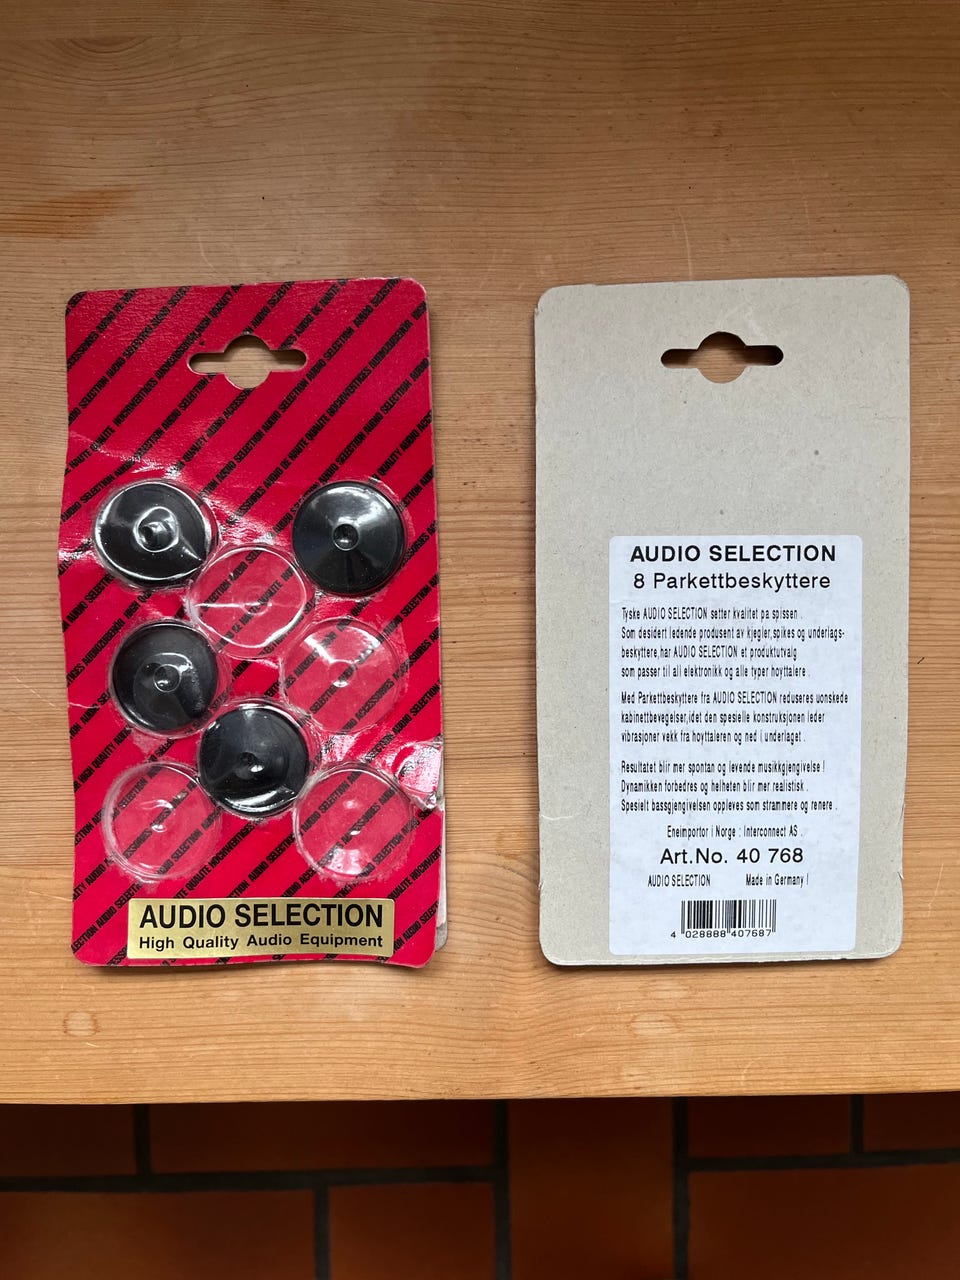 AUDIO SELECTION
High Quality Audio Equipment
AUDIO SELECTION
8 Parkettbeskyttere
Tyske AUDIO SELECTION setter kvalitet pa spissen .
Som desidert ledende produsent av kjegler,spikes og underlags-
beskyttere,har AUDIO SELECTION et produktutvalg
som passer til all elektronikk og alle typer hoyttalere .
Med Parkettbeskyttere fra AUDIO SELECTION reduseres uonskede
kabinettbevegelser,idet den spesielle konstruksjonen leder
vibrasjoner vekk fra hoyttaleren og ned i underlaget .
Resultatet blir mer spontan og levende musikkgjengivelse !
Dynamikken forbedres og helheten blir mer realistisk .
Spesielt bassgjengivelsen oppleves som strammere og renere .
Eneimportor i Norge : Interconnect AS .
Art.No. 40 768
AUDIO SELECTION Made in Germany !
4 028888 407687